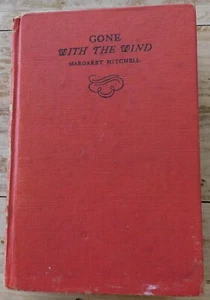 GONE
WITH THE WIND
MARGARET MITCHELL